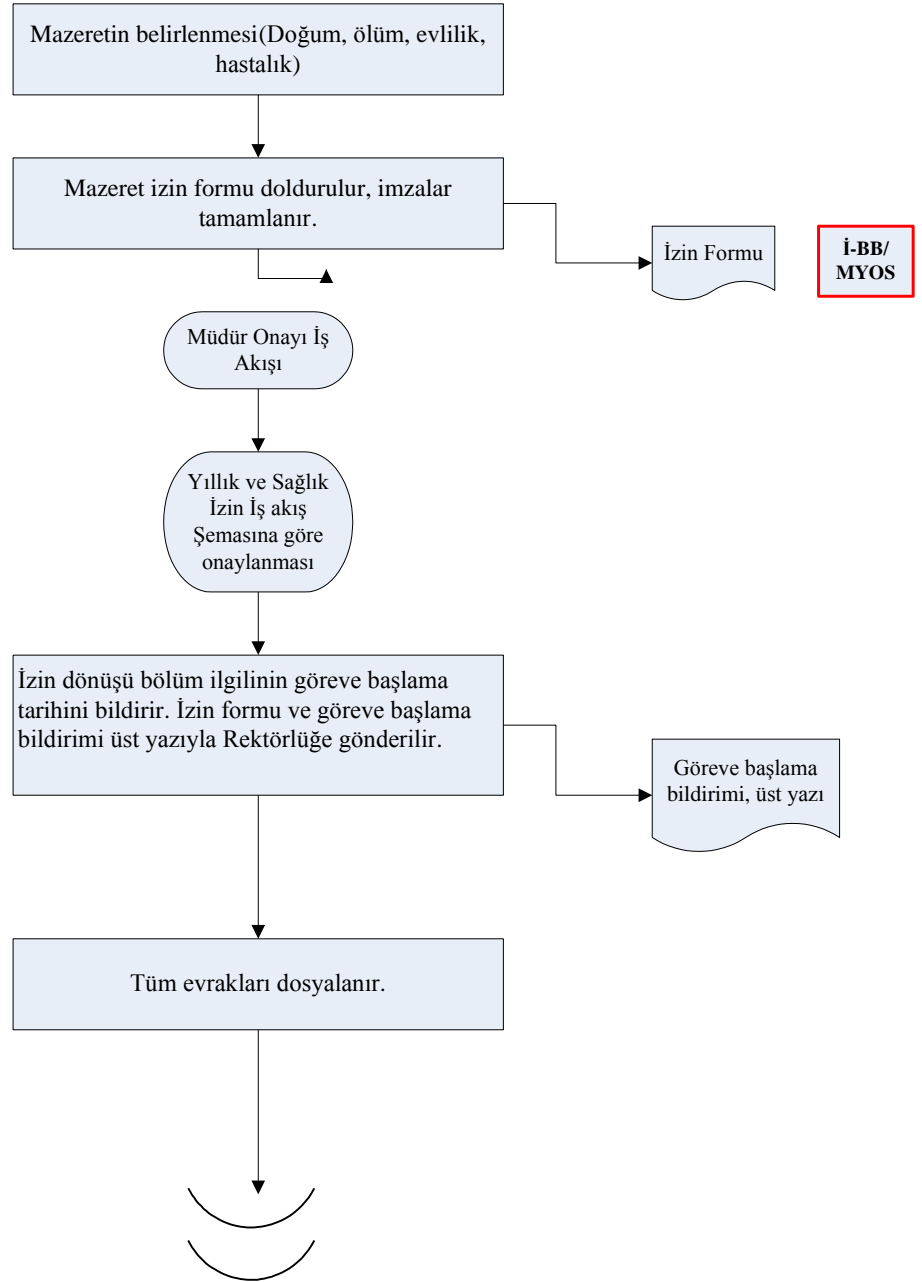 Mazeretin belirlenmesi(Doğum, ölüm, evlilik,
hastalık)
Mazeret izin formu doldurulur, imzalar
tamamlanır.
İzin Formu
İ-BB/
MYOS
Müdür Onayı İş
Akışı
Yıllık ve Sağlık
İzin İş akış
Şemasına göre
onaylanması
İzin dönüşü bölüm ilgilinin göreve başlama
tarihini bildirir. İzin formu ve göreve başlama
bildirimi üst yazıyla Rektörlüğe gönderilir.
Göreve başlama
bildirimi, üst yazı
Tüm evrakları dosyalanır.